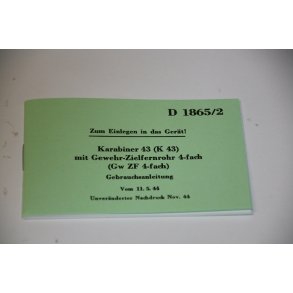 D 1865/2
Zum Einlegen in das Gerät!
Karabiner 43 (K 43)
mit Gewehr-Zielfernrohr 4-fach
(Gw ZF 4-fach)
Gebrauchsanleitung
Vom 11. 5. 44
Unveränderter Nachdruck Nov. 44